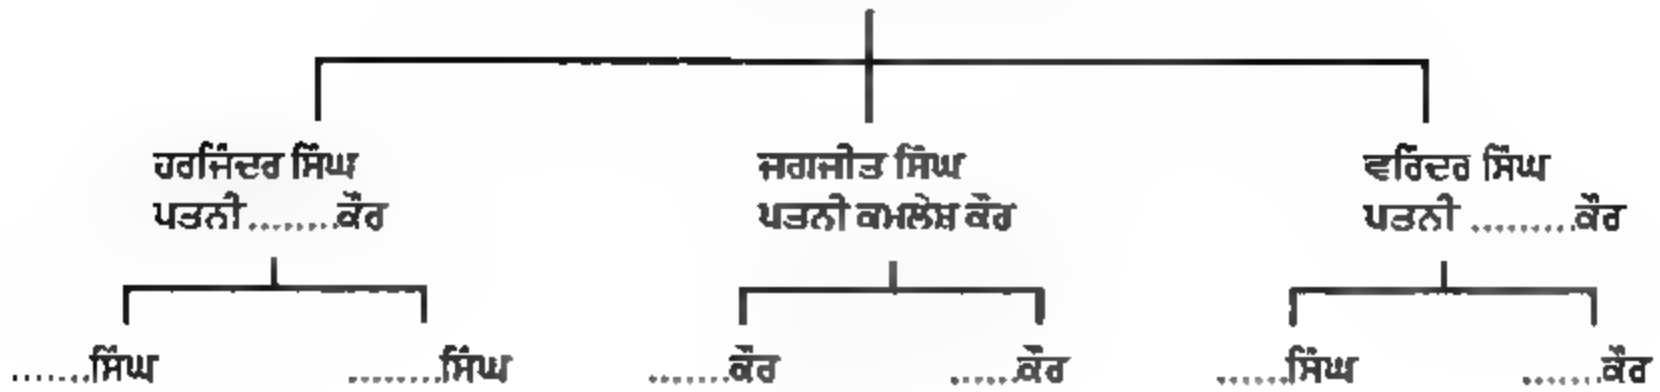 ਹਰਜਿੰਦਰ ਸਿੰਘ
ਪਤਨੀ ........ਕੌਰ
ਜਗਜੀਤ ਸਿੰਘ
ਪਤਨੀ ਕਮਲੇਸ਼ ਕੌਰ
ਵਰਿੰਦਰ ਸਿੰਘ
ਪਤਨੀ .........ਕੌਰ
.......ਸਿੰਘ ........ਸਿੰਘ .......ਕੌਰ ......ਕੌਰ ......ਸਿੰਘ .......ਕੌਰ